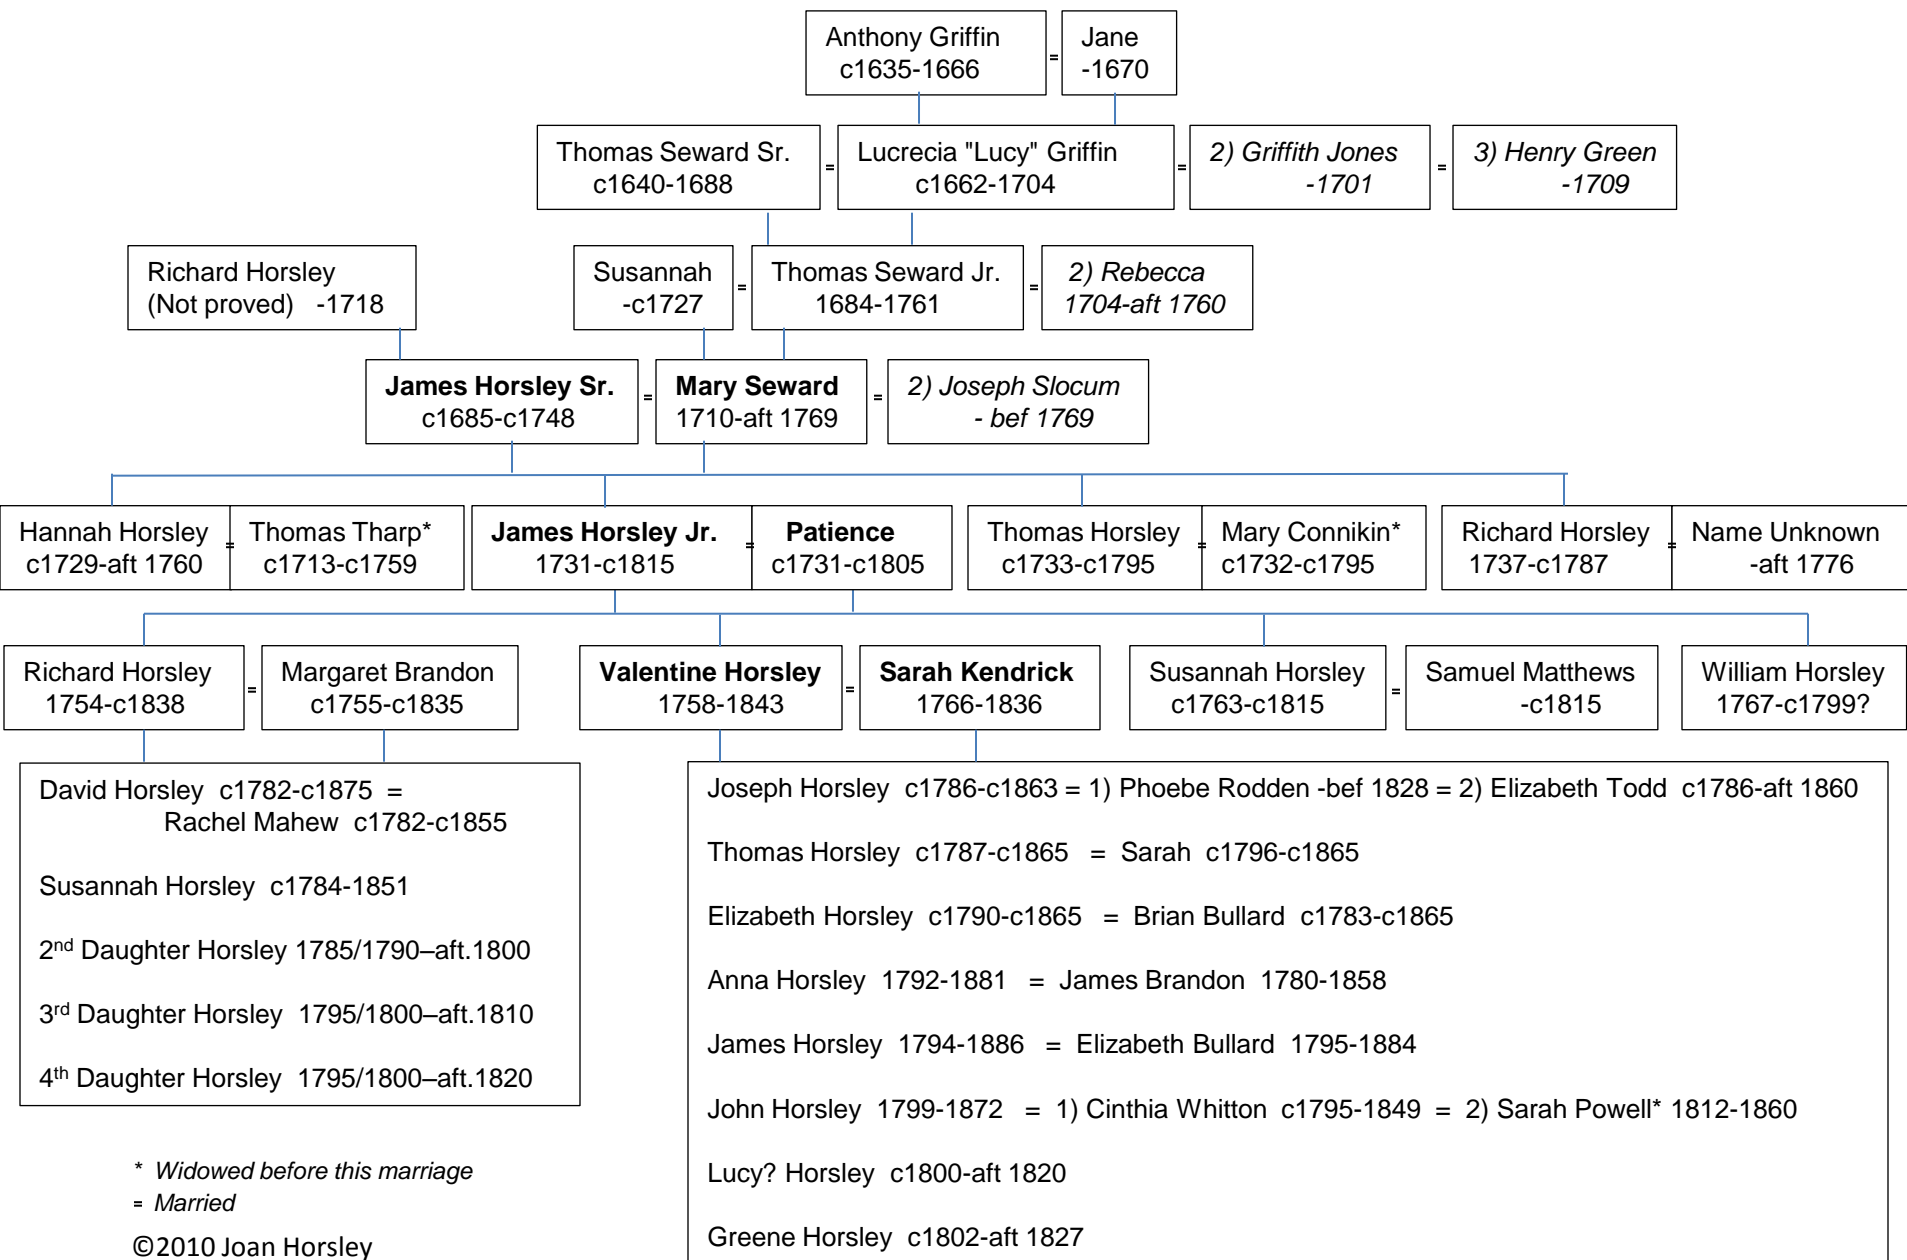 Anthony Griffin
c1635-1666
=
Jane
-1670
Thomas Seward Sr.
c1640-1688
=
Lucrecia "Lucy" Griffin
c1662-1704
=
2) Griffith Jones
-1701
=
3) Henry Green
-1709
Richard Horsley
(Not proved) -1718
Susannah
-c1727
=
Thomas Seward Jr.
1684-1761
=
2) Rebecca
1704-aft 1760
James Horsley Sr.
c1685-c1748
=
Mary Seward
1710-aft 1769
=
2) Joseph Slocum
- bef 1769
Hannah Horsley
c1729-aft 1760
=
Thomas Tharp*
c1713-c1759
James Horsley Jr.
1731-c1815
=
Patience
c1731-c1805
Thomas Horsley
c1733-c1795
=
Mary Connikin*
c1732-c1795
Richard Horsley
1737-c1787
=
Name Unknown
-aft 1776
Richard Horsley
1754-c1838
=
Margaret Brandon
c1755-c1835
Valentine Horsley
1758-1843
=
Sarah Kendrick
1766-1836
Susannah Horsley
c1763-c1815
=
Samuel Matthews
-c1815
William Horsley
1767-c1799?
David Horsley c1782-c1875 =
Rachel Mahew c1782-c1855
Susannah Horsley c1784-1851
2nd Daughter Horsley 1785/1790–aft.1800
3rd Daughter Horsley 1795/1800–aft.1810
4th Daughter Horsley 1795/1800–aft.1820
Joseph Horsley c1786-c1863 = 1) Phoebe Rodden -bef 1828 = 2) Elizabeth Todd c1786-aft 1860
Thomas Horsley c1787-c1865 = Sarah c1796-c1865
Elizabeth Horsley c1790-c1865 = Brian Bullard c1783-c1865
Anna Horsley 1792-1881 = James Brandon 1780-1858
James Horsley 1794-1886 = Elizabeth Bullard 1795-1884
John Horsley 1799-1872 = 1) Cinthia Whitton c1795-1849 = 2) Sarah Powell* 1812-1860
Lucy? Horsley c1800-aft 1820
Greene Horsley c1802-aft 1827
* Widowed before this marriage
= Married
©2010 Joan Horsley